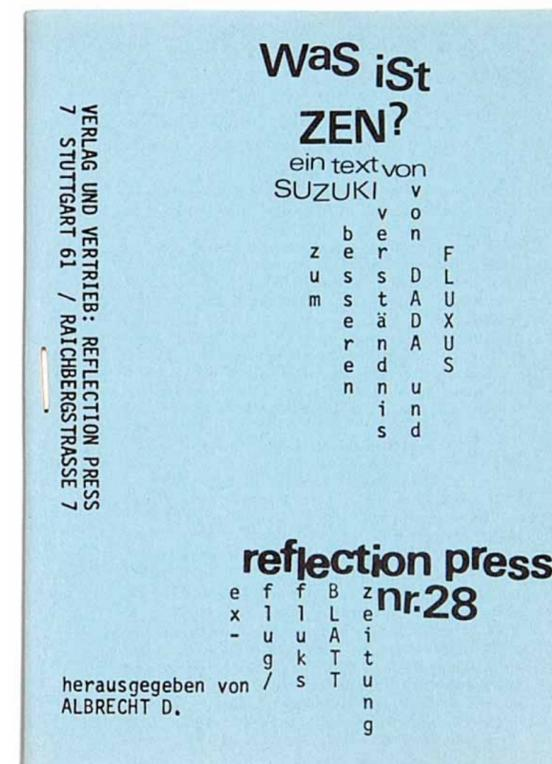 WaS iSt
ZEN?
ein text von
SUZUKI
zum
besseren
verständnis
von DADA und
FLUXUS
VERLAG UND VERTRIEB: REFLECTION PRESS
7 STUTTGART 61 / RAICHBERGSTRASSE 7
reflection press
nr.28
ex-
flug/
fluks
BLATT
zeitung
herausgegeben von
ALBRECHT D.